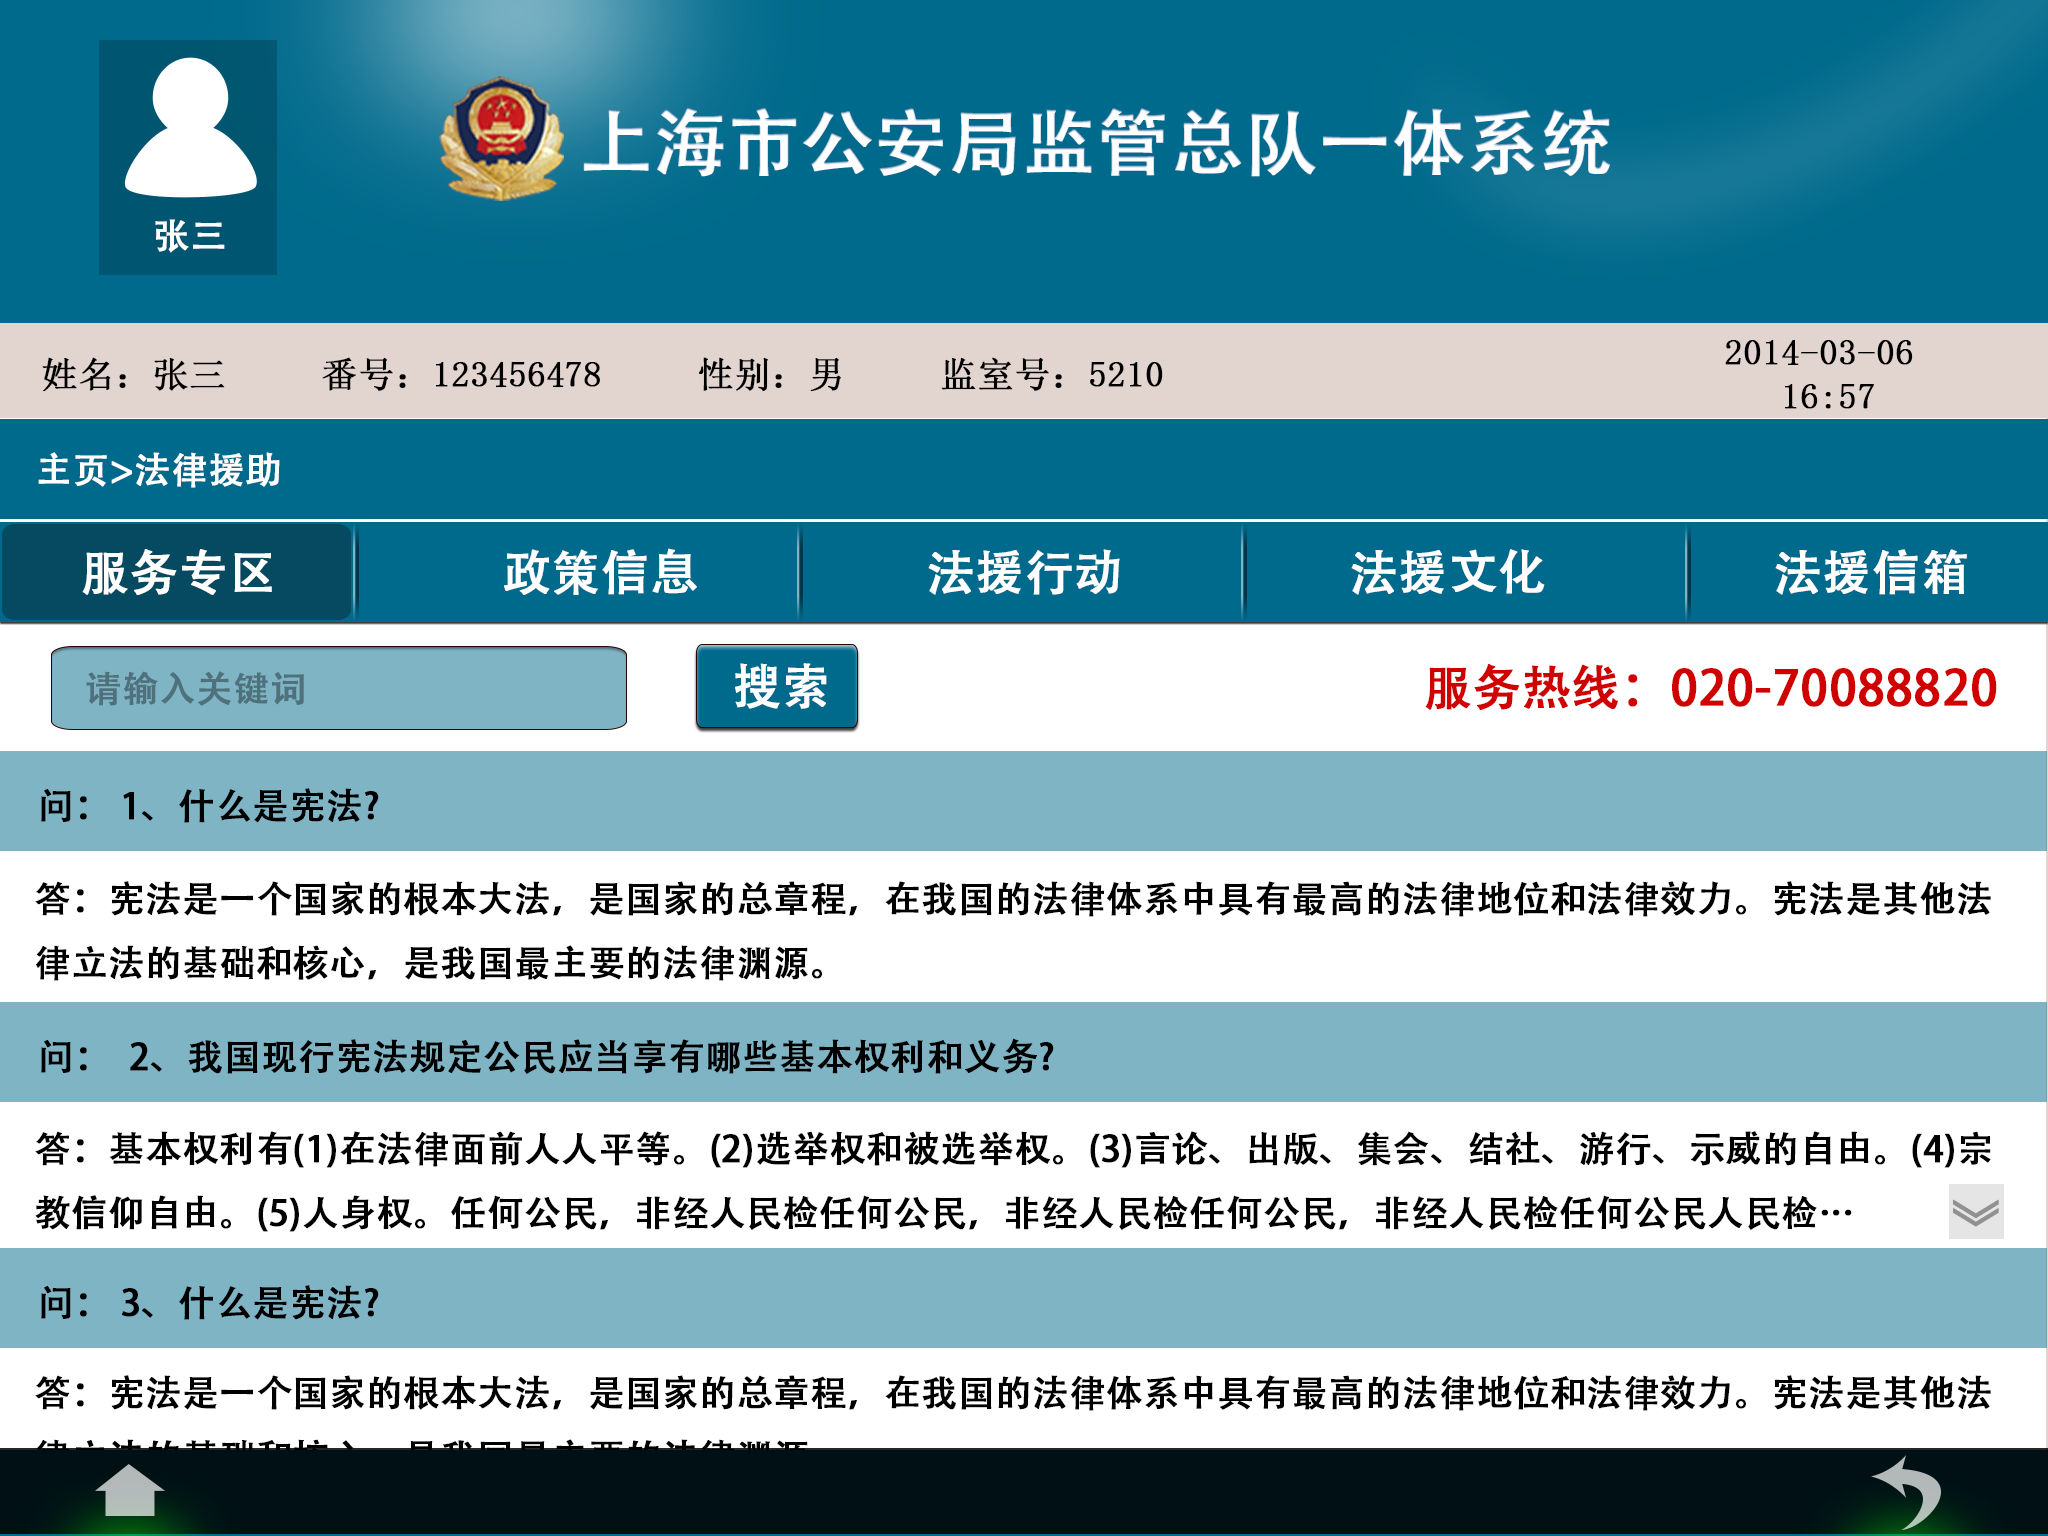 张三
上海市公安局监管总队一体系统
姓名：张三 番号：123456478 性别：男 监室号：5210
2014-03-06
16:57
主页>法律援助
服务专区 政策信息 法援行动 法援文化 法援信箱
请输入关键词 搜索 服务热线：020-70088820
问： 1、什么是宪法?
答：宪法是一个国家的根本大法，是国家的总章程，在我国的法律体系中具有最高的法律地位和法律效力。宪法是其他法
律立法的基础和核心，是我国最主要的法律渊源。
问： 2、我国现行宪法规定公民应当享有哪些基本权利和义务?
答：基本权利有(1)在法律面前人人平等。(2)选举权和被选举权。(3)言论、出版、集会、结社、游行、示威的自由。(4)宗
教信仰自由。(5)人身权。任何公民，非经人民检任何公民，非经人民检任何公民，非经人民检任何公民人民检…
问： 3、什么是宪法?
答：宪法是一个国家的根本大法，是国家的总章程，在我国的法律体系中具有最高的法律地位和法律效力。宪法是其他法